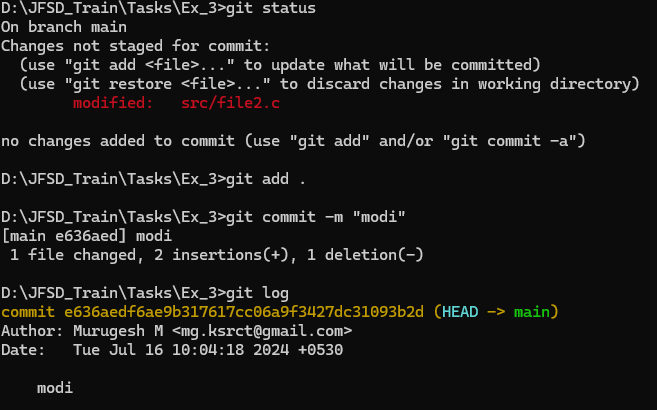 D:\JFSD_Train\Tasks\Ex_3>git status
On branch main
Changes not staged for commit:
  (use "git add <file>..." to update what will be committed)
  (use "git restore <file>..." to discard changes in working directory)
        modified:   src/file2.c

no changes added to commit (use "git add" and/or "git commit -a")

D:\JFSD_Train\Tasks\Ex_3>git add .

D:\JFSD_Train\Tasks\Ex_3>git commit -m "modi"
[main e636aed] modi
 1 file changed, 2 insertions(+), 1 deletion(-)

D:\JFSD_Train\Tasks\Ex_3>git log
commit e636aedf6ae9b317617cc06a9f3427dc31093b2d (HEAD -> main)
Author: Murugesh M <mg.ksrct@gmail.com>
Date:   Tue Jul 16 10:04:18 2024 +0530

    modi